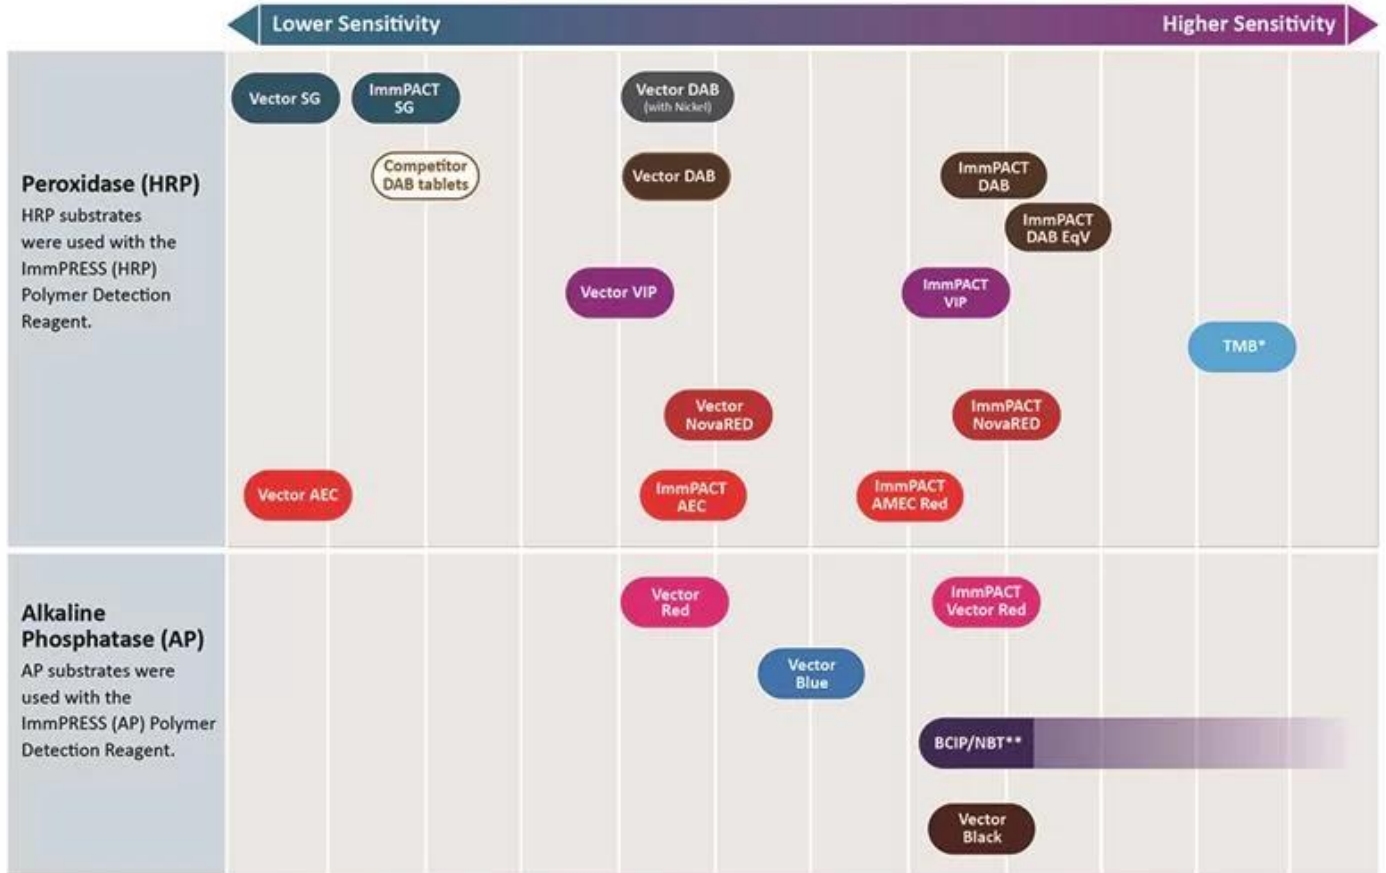 Lower Sensitivity
Higher Sensitivity
Peroxidase (HRP)
HRP substrates
were used with the
ImmPRESS (HRP)
Polymer Detection
Reagent.
Vector SG
ImmPACT
SG
Vector DAB
(with Nickel)
Competitor
DAB tablets
Vector DAB
ImmPACT
DAB
ImmPACT
DAB EqV
Vector VIP
ImmPACT
VIP
TMB*
Vector
NovaRED
ImmPACT
NovaRED
Vector AEC
ImmPACT
AEC
ImmPACT
AMEC Red
Alkaline
Phosphatase (AP)
AP substrates were
used with the
ImmPRESS (AP) Polymer
Detection Reagent.
Vector
Red
ImmPACT
Vector Red
Vector
Blue
BCIP/NBT**
Vector
Black